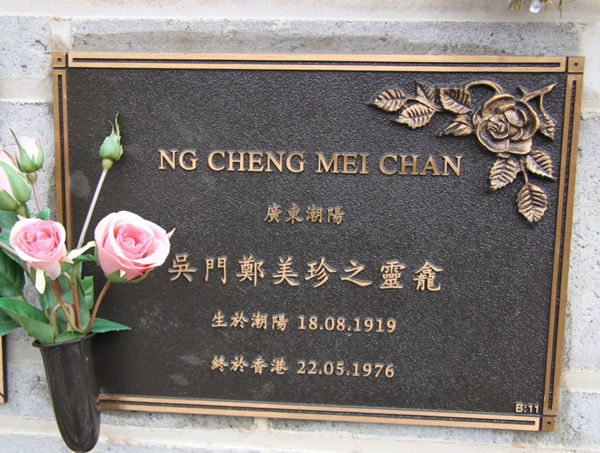 NG CHENG MEI CHAN
廣東潮陽
吳門鄭美珍之靈龕
生於潮陽 18.08.1919
終於香港 22.05.1976
B:11